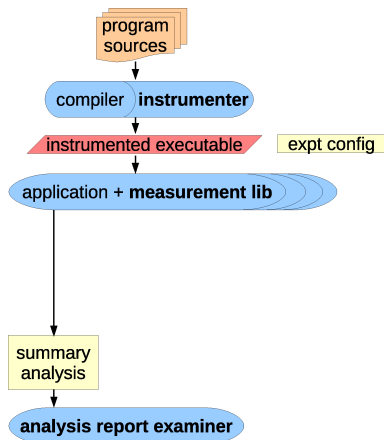 program
sources
compiler instrumenter
instrumented executable
expt config
application + measurement lib
summary
analysis
analysis report examiner